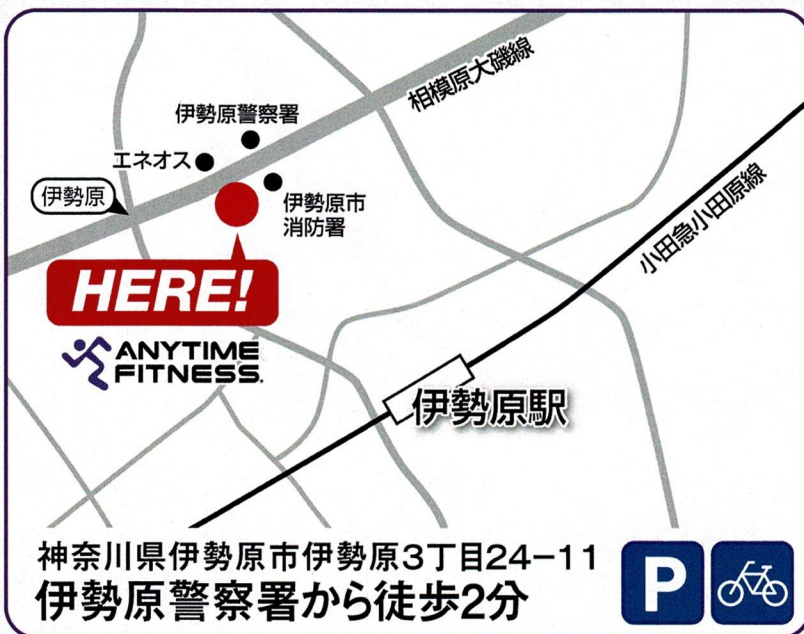 相模原大磯線
伊勢原警察署
エネオス
伊勢原
伊勢原市
消防署
小田急小田原線
HERE!
ANYTIME
FITNESS.
伊勢原駅
神奈川県伊勢原市伊勢原3丁目24−11
伊勢原警察署から徒歩2分
P